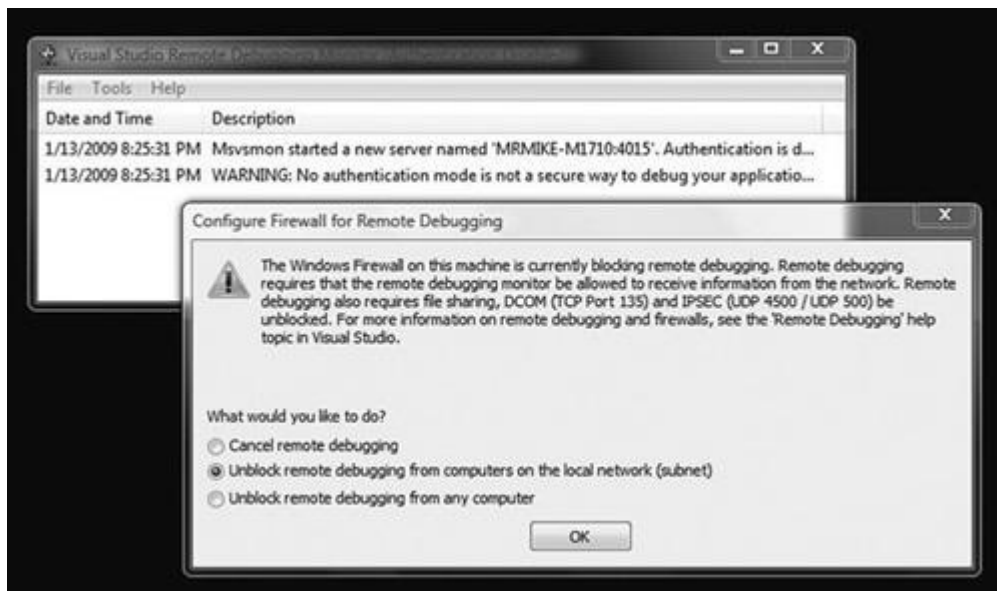 Visual Studio Remote Debugging Monitor
File Tools Help
Date and Time Description
1/13/2009 8:25:31 PM Msvsmon started a new server named 'MRMIKE-M1710:4015'. Authentication is d...
1/13/2009 8:25:31 PM WARNING: No authentication mode is not a secure way to debug your applicatio...
Configure Firewall for Remote Debugging
The Windows Firewall on this machine is currently blocking remote debugging. Remote debugging
requires that the remote debugging monitor be allowed to receive information from the network. Remote
debugging also requires file sharing, DCOM (TCP Port 135) and IPSEC (UDP 4500 / UDP 500) be
unblocked. For more information on remote debugging and firewalls, see the 'Remote Debugging' help
topic in Visual Studio.
What would you like to do?
Cancel remote debugging
Unblock remote debugging from computers on the local network (subnet)
Unblock remote debugging from any computer
OK